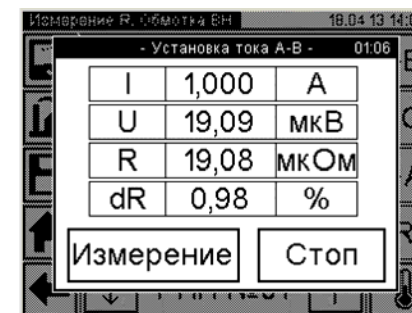 Измерение R, Обмотка ВН 18.04 13 14:
- Установка тока А-В - 01:06
I 1,000 А
U 19,09 мкВ
R 19,08 мкОм
dR 0,98 %
Измерение Стоп